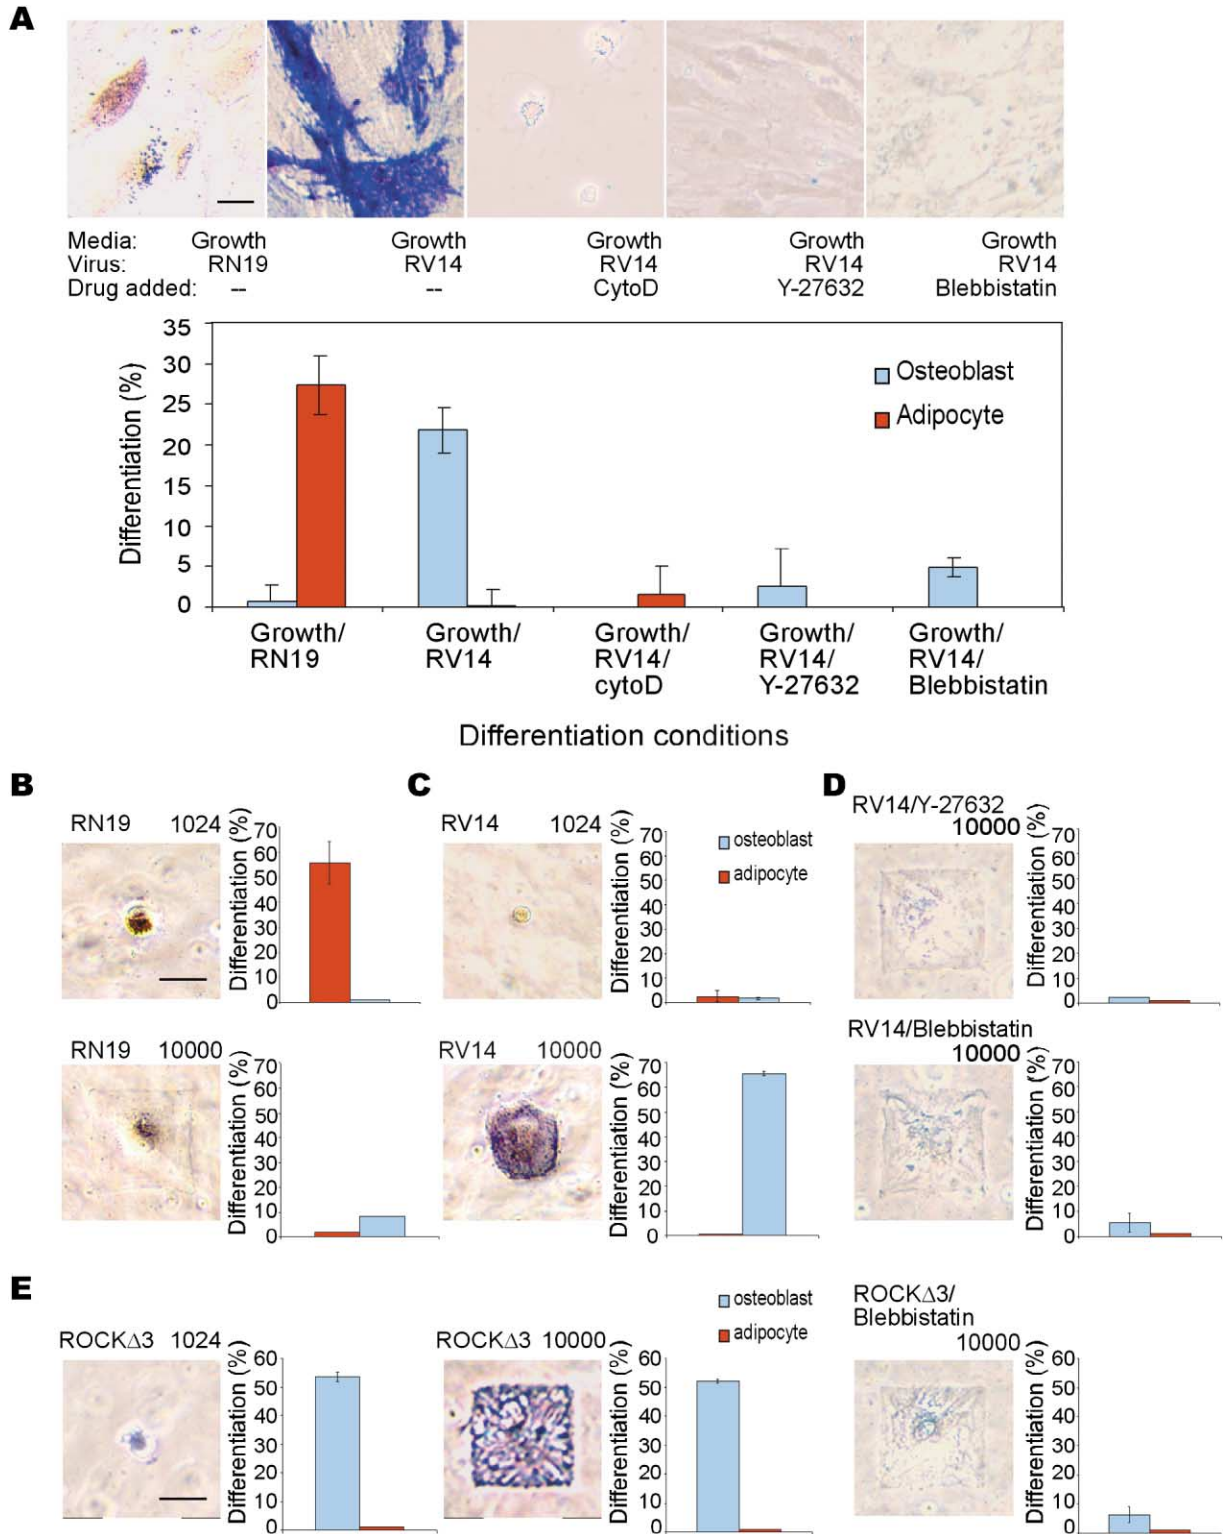 A
Media: Growth Growth Growth Growth Growth
Virus: RN19 RV14 RV14 RV14 RV14
Drug added: -- -- CytoD Y-27632 Blebbistatin
Differentiation (%)
35
30
25
20
15
10
5
0
Osteoblast
Adipocyte
Growth/
RN19
Growth/
RV14
Growth/
RV14/
cytoD
Growth/
RV14/
Y-27632
Growth/
RV14/
Blebbistatin
Differentiation conditions
B
RN19 1024
Differentiation (%)
70
60
50
40
30
20
10
0
RN19 10000
Differentiation (%)
70
60
50
40
30
20
10
0
C
RV14 1024
Differentiation (%)
70
60
50
40
30
20
10
0
osteoblast
adipocyte
RV14 10000
Differentiation (%)
70
60
50
40
30
20
10
0
D
RV14/Y-27632
10000
Differentiation (%)
70
60
50
40
30
20
10
0
RV14/Blebbistatin
10000
Differentiation (%)
70
60
50
40
30
20
10
0
E
ROCKΔ3 1024
Differentiation (%)
60
50
40
30
20
10
0
ROCKΔ3 10000
Differentiation (%)
60
50
40
30
20
10
0
osteoblast
adipocyte
ROCKΔ3/
Blebbistatin
10000
Differentiation (%)
60
50
40
30
20
10
0